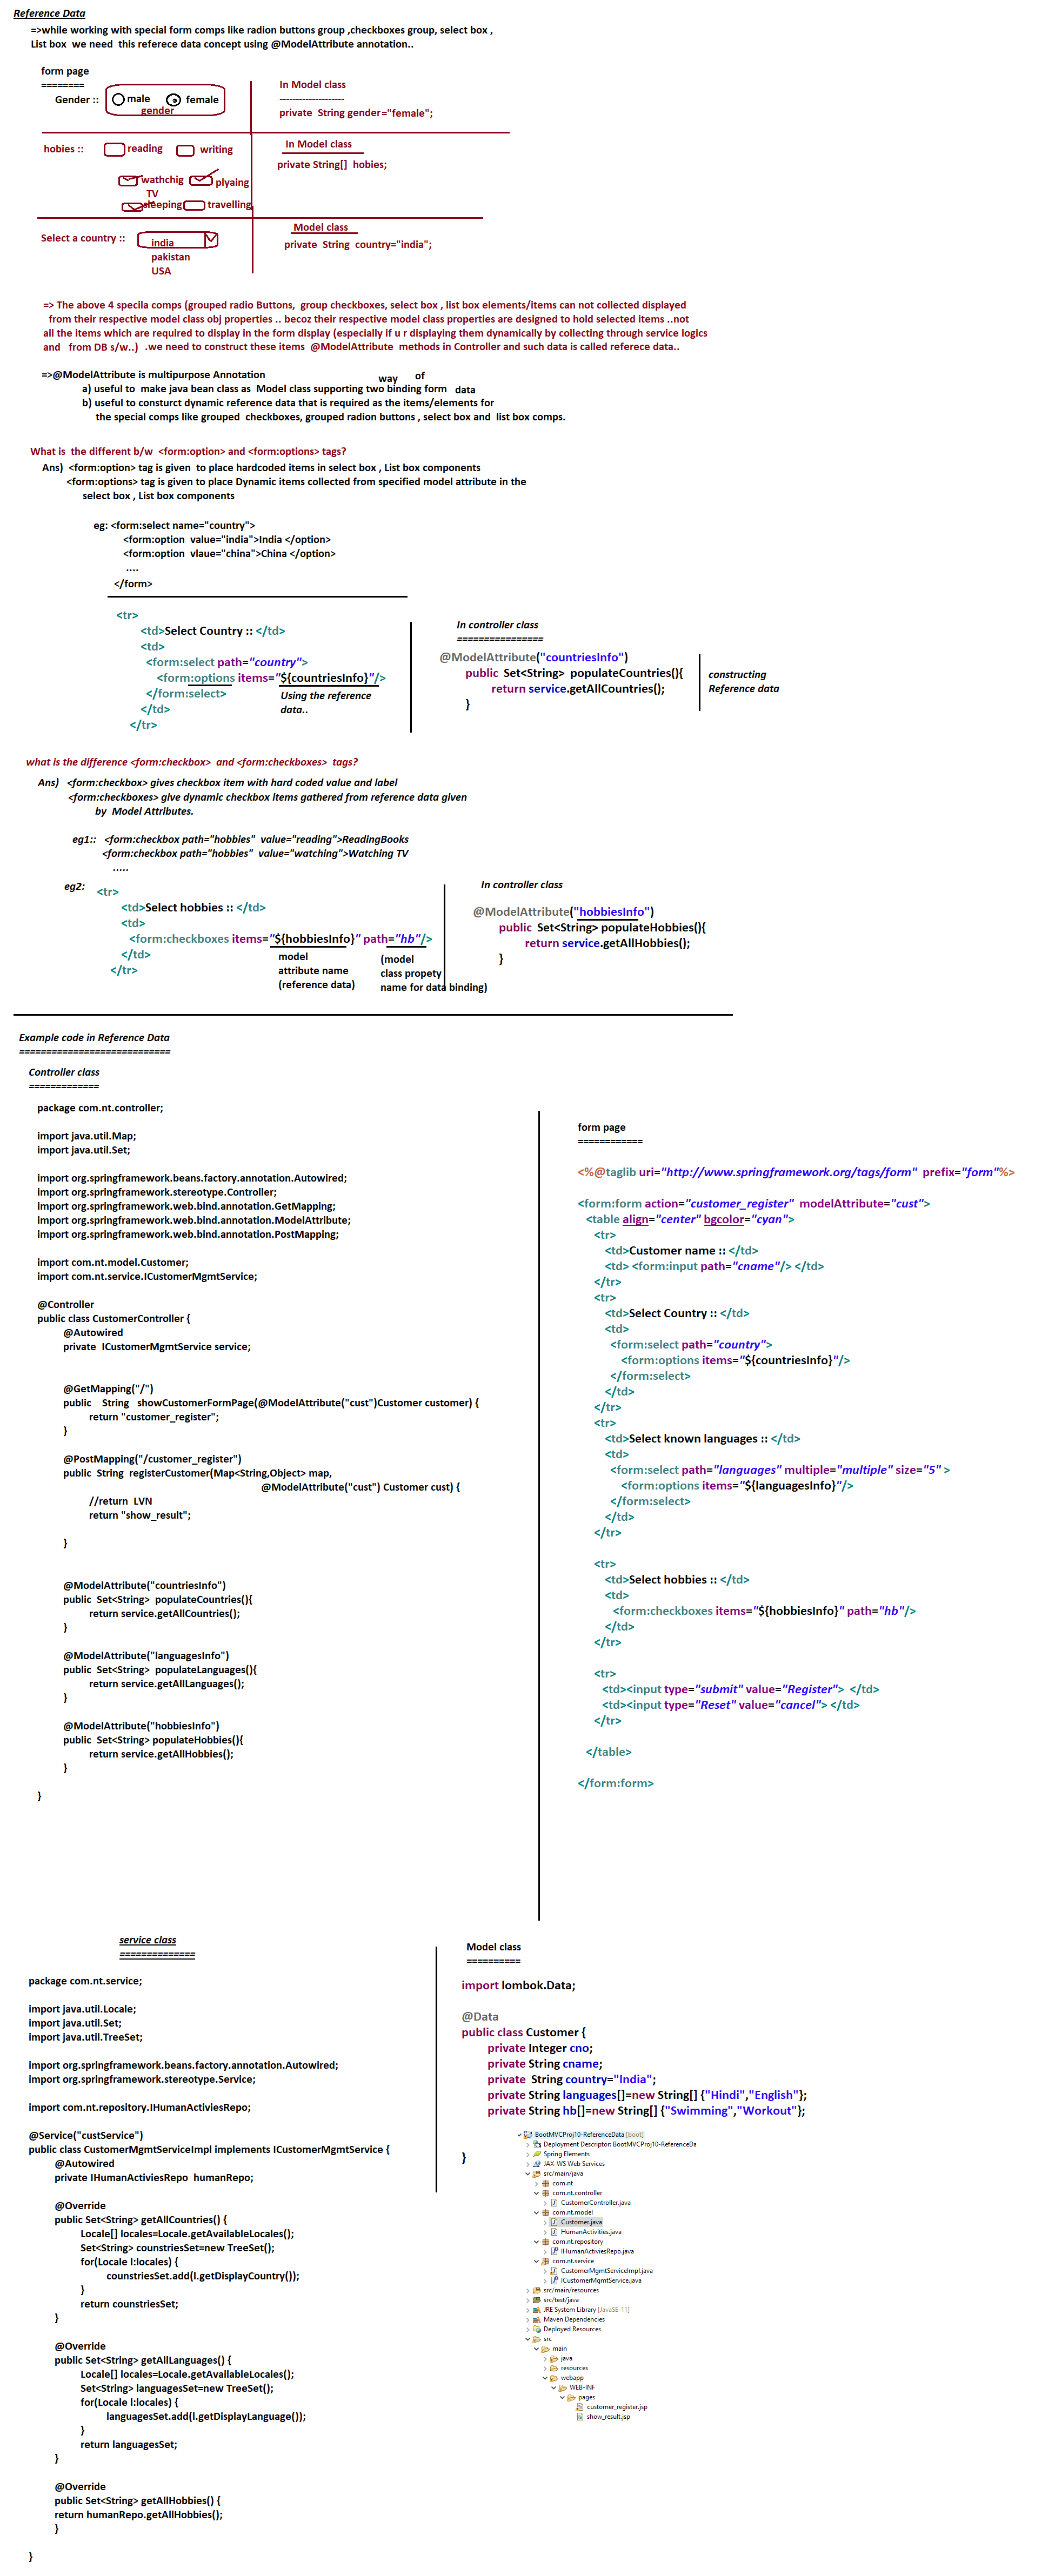 Reference Data
=>while working with special form comps like radion buttons group ,checkboxes group, select box ,
List box  we need  this referece data concept using @ModelAttribute annotation..
form page
========
Gender ::
male
female
gender
In Model class
--------------------
private  String gender="female";
hobies ::
reading
writing
wathchig
TV
plyaing
sleeping
travelling
In Model class
private String[]  hobies;
Select a country ::
india
pakistan
USA
Model class
private  String  country="india";
=> The above 4 specila comps (grouped radio Buttons,  group checkboxes, select box , list box elements/items can not collected displayed
from their respective model class obj properties .. becoz their respective model class properties are designed to hold selected items ..not
all the items which are required to display in the form display (especially if u r displaying them dynamically by collecting through service logics
and   from DB s/w..)  .we need to construct these items  @ModelAttribute  methods in Controller and such data is called referece data..
=>@ModelAttribute is multipurpose Annotation
way
of
a) useful to  make java bean class as  Model class supporting two binding form
data
b) useful to consturct dynamic reference data that is required as the items/elements for
the special comps like grouped  checkboxes, grouped radion buttons , select box and  list box comps.
What is  the different b/w  <form:option> and <form:options> tags?
Ans)  <form:option> tag is given  to place hardcoded items in select box , List box components
<form:options> tag is given to place Dynamic items collected from specified model attribute in the
select box , List box components
eg: <form:select name="country">
<form:option  value="india">India </option>
<form:option  vlaue="china">China </option>
....
</form>
<tr>
<td>Select Country :: </td>
<td>
<form:select path="country">
<form:options items="${countriesInfo}"/>
</form:select>
</td>
</tr>
Using the reference
data..
In controller class
================
@ModelAttribute("countriesInfo")
public  Set<String>  populateCountries(){
return service.getAllCountries();
}
constructing
Reference data
what is the difference <form:checkbox>  and <form:checkboxes>  tags?
Ans)   <form:checkbox> gives checkbox item with hard coded value and label
<form:checkboxes> give dynamic checkbox items gathered from reference data given
by  Model Attributes.
eg1::   <form:checkbox path="hobbies"  value="reading">ReadingBooks
<form:checkbox path="hobbies"  value="watching">Watching TV
.....
eg2:
<tr>
<td>Select hobbies :: </td>
<td>
<form:checkboxes items="${hobbiesInfo}" path="hb"/>
</td>
</tr>
model
attribute name
(reference data)
(model
class propety
name for data binding)
In controller class
@ModelAttribute("hobbiesInfo")
public  Set<String> populateHobbies(){
return service.getAllHobbies();
}
Example code in Reference Data
============================
Controller class
=============
package com.nt.controller;
import java.util.Map;
import java.util.Set;
import org.springframework.beans.factory.annotation.Autowired;
import org.springframework.stereotype.Controller;
import org.springframework.web.bind.annotation.GetMapping;
import org.springframework.web.bind.annotation.ModelAttribute;
import org.springframework.web.bind.annotation.PostMapping;
import com.nt.model.Customer;
import com.nt.service.ICustomerMgmtService;
@Controller
public class CustomerController {
@Autowired
private  ICustomerMgmtService service;
@GetMapping("/")
public    String   showCustomerFormPage(@ModelAttribute("cust")Customer customer) {
return "customer_register";
}
@PostMapping("/customer_register")
public  String  registerCustomer(Map<String,Object> map,
@ModelAttribute("cust") Customer cust) {
//return  LVN
return "show_result";
}
@ModelAttribute("countriesInfo")
public  Set<String>  populateCountries(){
return service.getAllCountries();
}
@ModelAttribute("languagesInfo")
public  Set<String>  populateLanguages(){
return service.getAllLanguages();
}
@ModelAttribute("hobbiesInfo")
public  Set<String> populateHobbies(){
return service.getAllHobbies();
}
}
form page
============
<%@taglib uri="http://www.springframework.org/tags/form"  prefix="form"%>
<form:form action="customer_register"  modelAttribute="cust">
<table align="center" bgcolor="cyan">
<tr>
<td>Customer name :: </td>
<td> <form:input path="cname"/> </td>
</tr>
<tr>
<td>Select Country :: </td>
<td>
<form:select path="country">
<form:options items="${countriesInfo}"/>
</form:select>
</td>
</tr>
<tr>
<td>Select known languages :: </td>
<td>
<form:select path="languages" multiple="multiple" size="5" >
<form:options items="${languagesInfo}"/>
</form:select>
</td>
</tr>
<tr>
<td>Select hobbies :: </td>
<td>
<form:checkboxes items="${hobbiesInfo}" path="hb"/>
</td>
</tr>
<tr>
<td><input type="submit" value="Register">  </td>
<td><input type="Reset" value="cancel"> </td>
</tr>
</table>
</form:form>
service class
==============
package com.nt.service;
import java.util.Locale;
import java.util.Set;
import java.util.TreeSet;
import org.springframework.beans.factory.annotation.Autowired;
import org.springframework.stereotype.Service;
import com.nt.repository.IHumanActiviesRepo;
@Service("custService")
public class CustomerMgmtServiceImpl implements ICustomerMgmtService {
@Autowired
private IHumanActiviesRepo  humanRepo;
@Override
public Set<String> getAllCountries() {
Locale[] locales=Locale.getAvailableLocales();
Set<String> counstriesSet=new TreeSet();
for(Locale l:locales) {
counstriesSet.add(l.getDisplayCountry());
}
return counstriesSet;
}
@Override
public Set<String> getAllLanguages() {
Locale[] locales=Locale.getAvailableLocales();
Set<String> languagesSet=new TreeSet();
for(Locale l:locales) {
languagesSet.add(l.getDisplayLanguage());
}
return languagesSet;
}
@Override
public Set<String> getAllHobbies() {
return humanRepo.getAllHobbies();
}
}
Model class
==========
import lombok.Data;
@Data
public class Customer {
private Integer cno;
private String cname;
private  String country="India";
private String languages[]=new String[] {"Hindi","English"};
private String hb[]=new String[] {"Swimming","Workout"};
}
BootMVCProj10-ReferenceData [boot]
Deployment Descriptor: BootMVCProj10-ReferenceDa
Spring Elements
JAX-WS Web Services
src/main/java
com.nt
com.nt.controller
CustomerController.java
com.nt.model
Customer.java
HumanActivities.java
com.nt.repository
IHumanActiviesRepo.java
com.nt.service
CustomerMgmtServiceImpl.java
ICustomerMgmtService.java
src/main/resources
src/test/java
JRE System Library [JavaSE-11]
Maven Dependencies
Deployed Resources
src
main
java
resources
webapp
WEB-INF
pages
customer_register.jsp
show_result.jsp